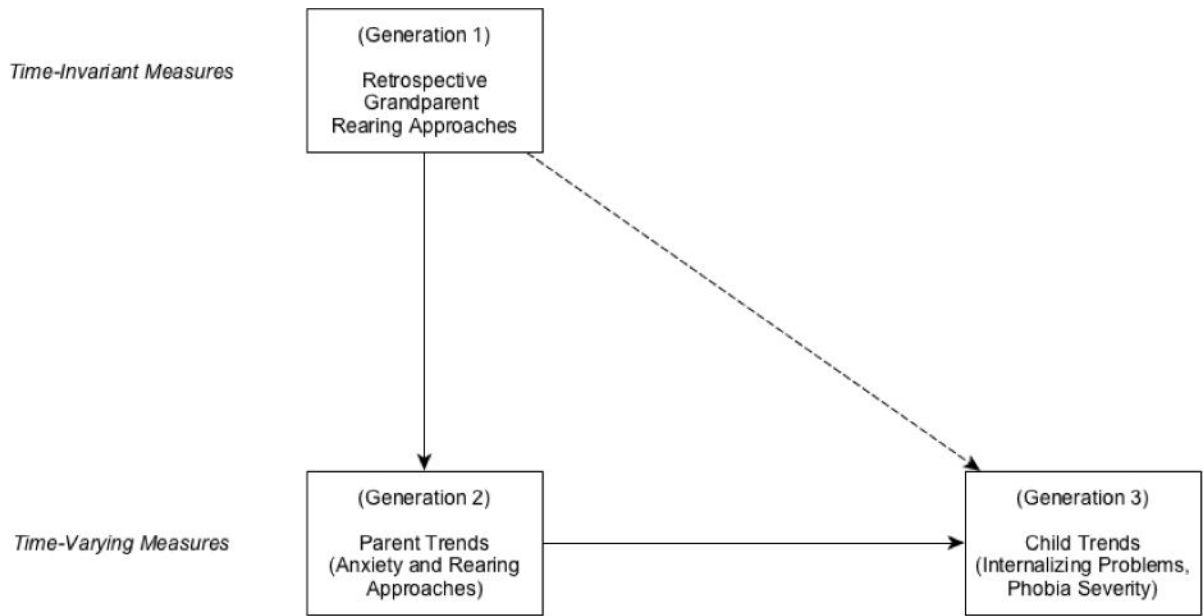 (Generation 1)
Time-Invariant Measures
Retrospective
Grandparent
Rearing Approaches
(Generation 2)
Time-Varying Measures
Parent Trends
(Anxiety and Rearing
Approaches)
(Generation 3)
Child Trends
(Internalizing Problems,
Phobia Severity)